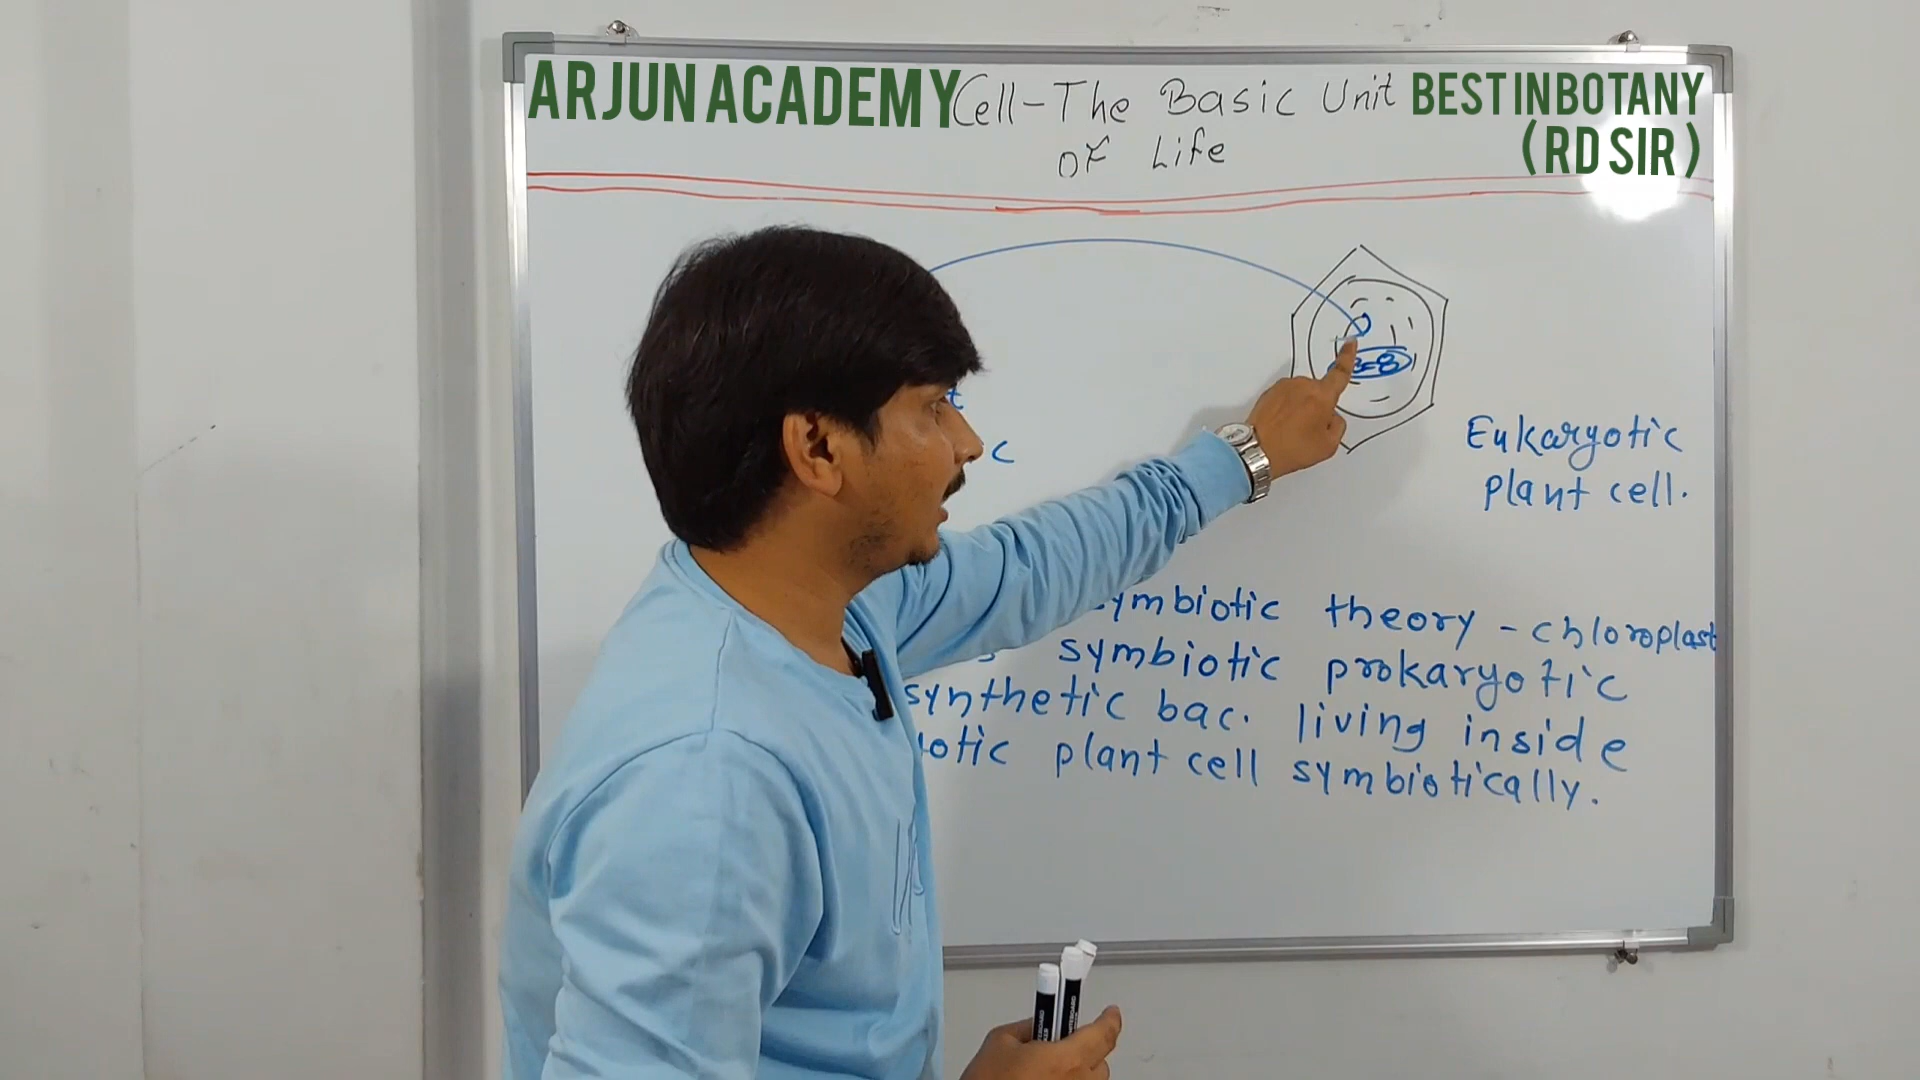 ARJUN ACADEMY
Cell-The Basic Unit
OF Life
BEST IN BOTANY
(RD SIR)
Eukaryotic
plant cell.
ymbiotic theory - chloroplast
symbiotic prokaryotic
synthetic bac. living inside
otic plant cell symbiotically.